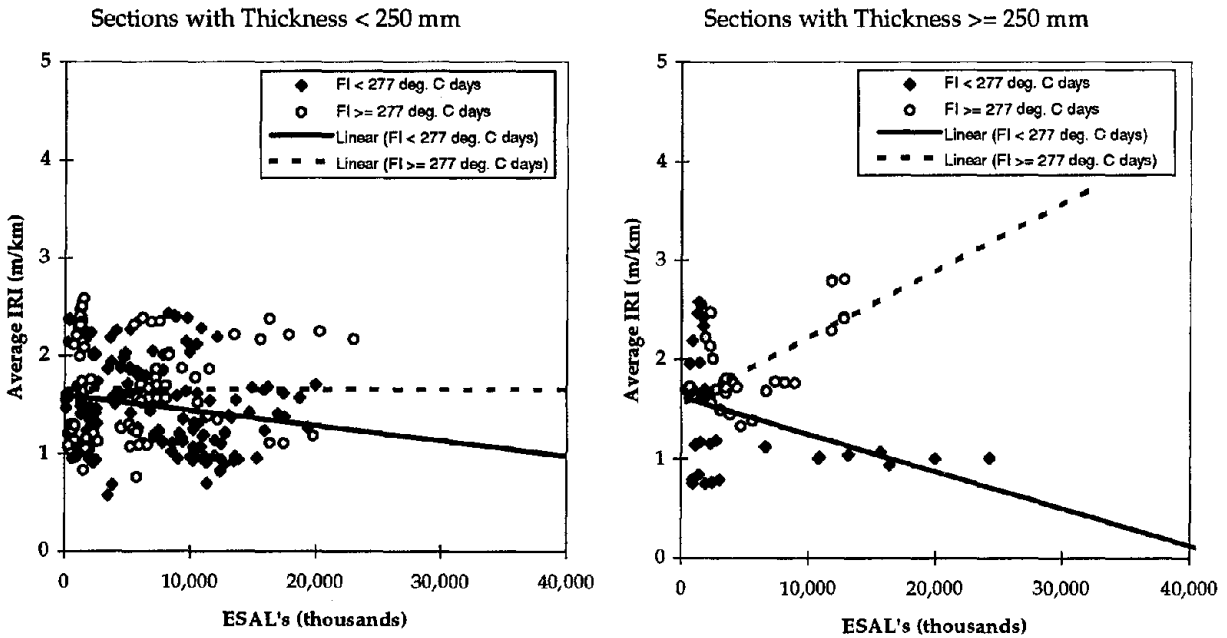 Sections with Thickness < 250 mm
5
4
3
2
1
0
Average IRI (m/km)
FI < 277 deg. C days
FI >= 277 deg. C days
Linear (FI < 277 deg. C days)
Linear (FI >= 277 deg. C days)
0
10,000
20,000
30,000
40,000
ESAL's (thousands)
Sections with Thickness >= 250 mm
5
4
3
2
1
0
Average IRI (m/km)
FI < 277 deg. C days
FI >= 277 deg. C days
Linear (FI < 277 deg. C days)
Linear (FI >= 277 deg. C days)
0
10,000
20,000
30,000
40,000
ESAL's (thousands)